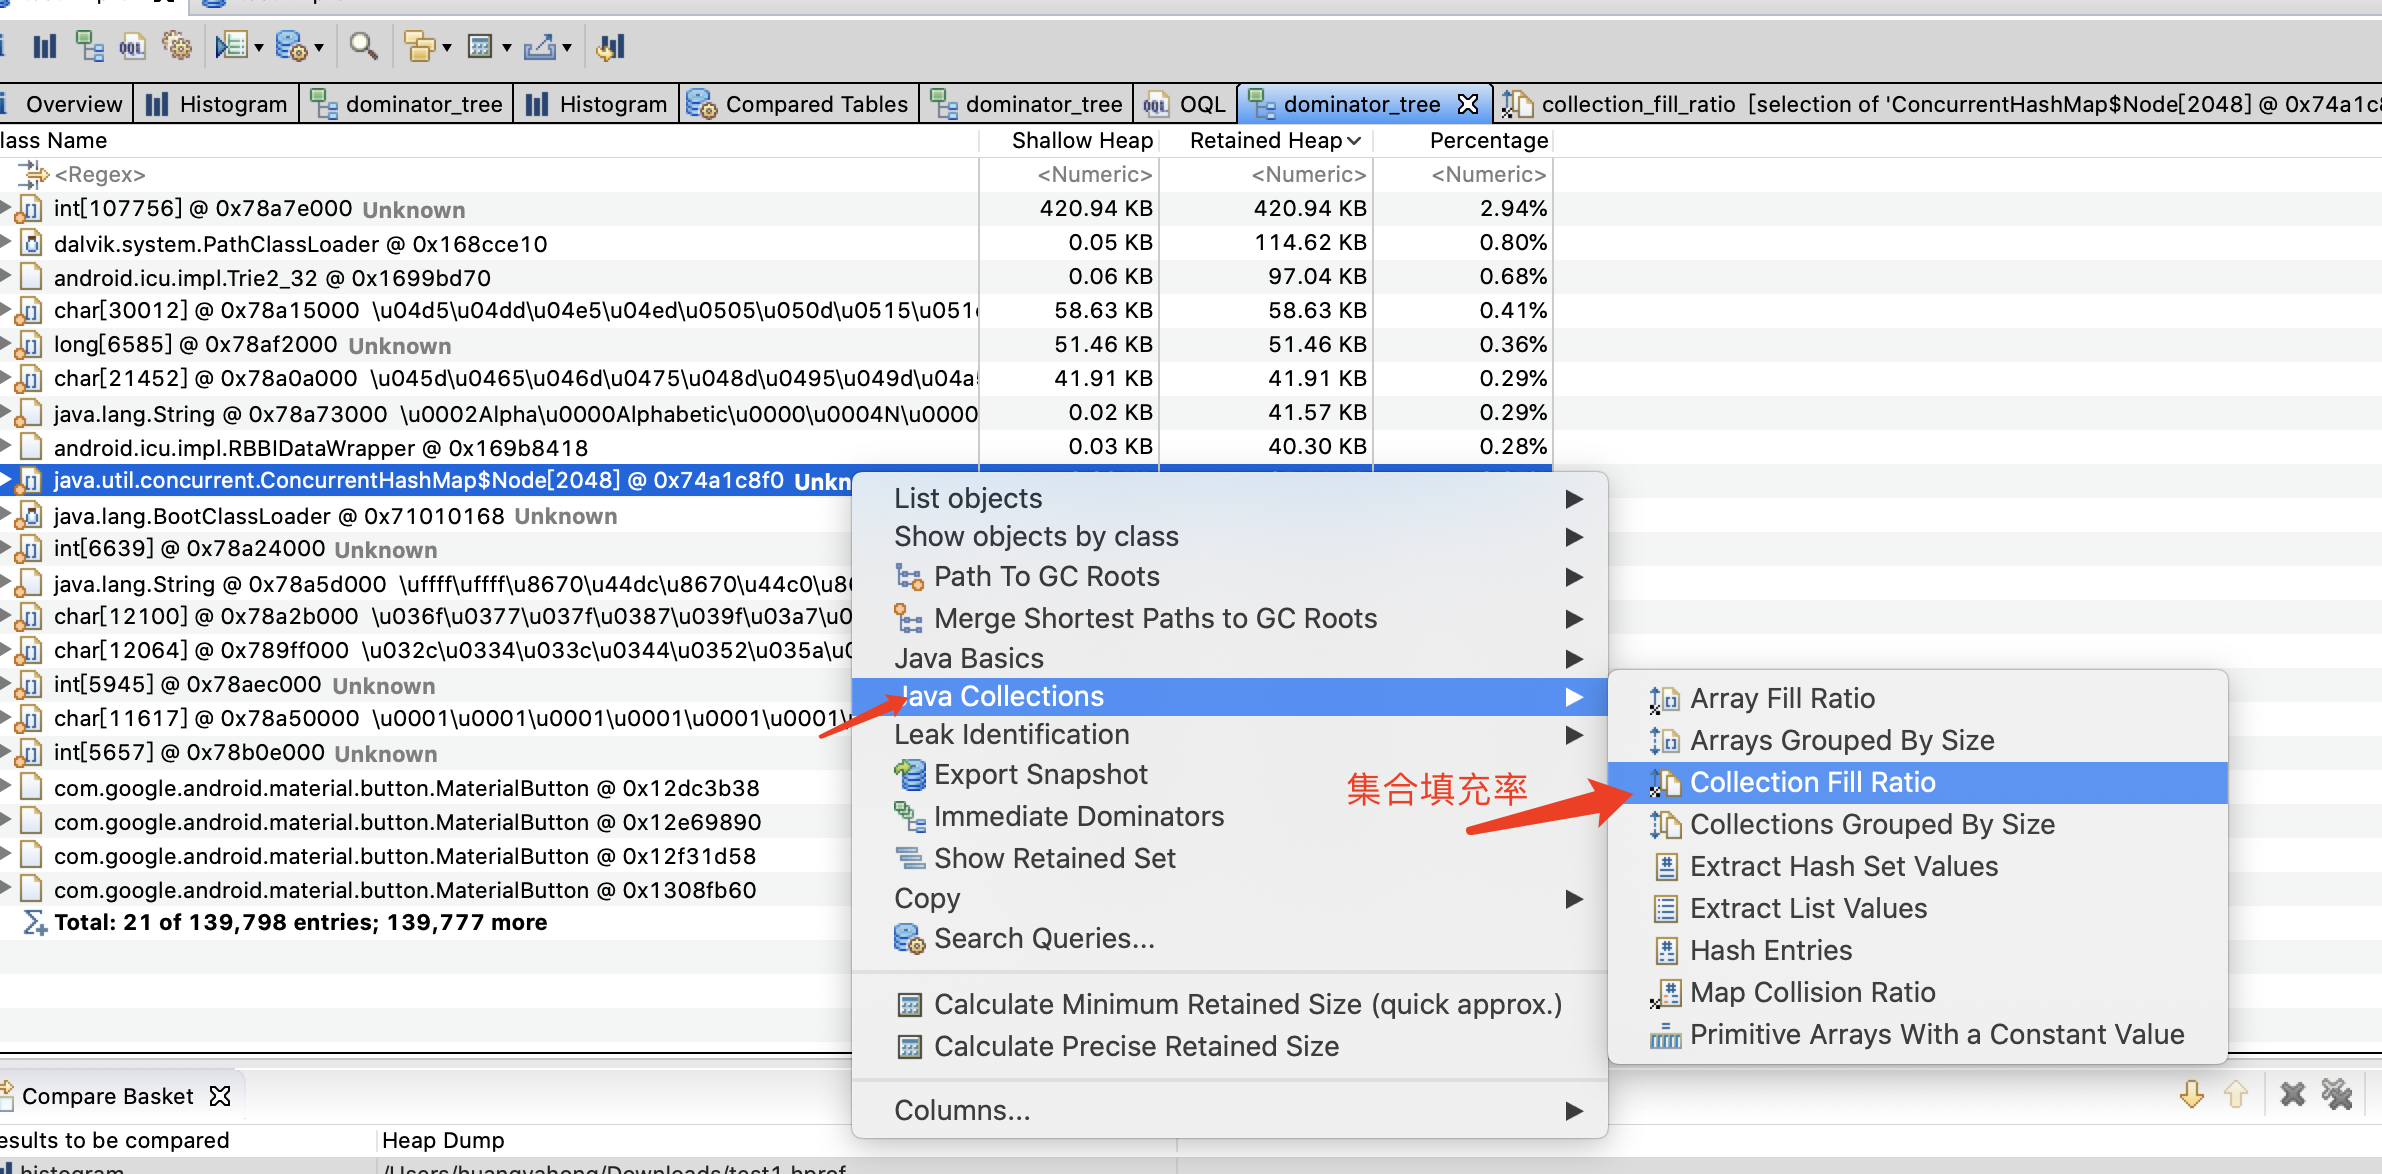 Overview
Histogram
dominator_tree
Histogram
Compared Tables
dominator_tree
OQL
dominator_tree
collection_fill_ratio [selection of 'ConcurrentHashMap$Node[2048] @ 0x74a1c8
lass Name Shallow Heap Retained Heap Percentage
<Regex> <Numeric> <Numeric> <Numeric>
int[107756] @ 0x78a7e000 Unknown 420.94 KB 420.94 KB 2.94%
dalvik.system.PathClassLoader @ 0x168cce10 0.05 KB 114.62 KB 0.80%
android.icu.impl.Trie2_32 @ 0x1699bd70 0.06 KB 97.04 KB 0.68%
char[30012] @ 0x78a15000 \u04d5\u04dd\u04e5\u04ed\u0505\u050d\u0515\u051 58.63 KB 58.63 KB 0.41%
long[6585] @ 0x78af2000 Unknown 51.46 KB 51.46 KB 0.36%
char[21452] @ 0x78a0a000 \u045d\u0465\u046d\u0475\u048d\u0495\u049d\u04a 41.91 KB 41.91 KB 0.29%
java.lang.String @ 0x78a73000 \u0002Alpha\u0000Alphabetic\u0000\u0004N\u0000 0.02 KB 41.57 KB 0.29%
android.icu.impl.RBBIDataWrapper @ 0x169b8418 0.03 KB 40.30 KB 0.28%
java.util.concurrent.ConcurrentHashMap$Node[2048] @ 0x74a1c8f0 Unkn
java.lang.BootClassLoader @ 0x71010168 Unknown
int[6639] @ 0x78a24000 Unknown
java.lang.String @ 0x78a5d000 \uffff\uffff\u8670\u44dc\u8670\u44c0\u8
char[12100] @ 0x78a2b000 \u036f\u0377\u037f\u0387\u039f\u03a7\u0
char[12064] @ 0x789ff000 \u032c\u0334\u033c\u0344\u0352\u035a\u
int[5945] @ 0x78aec000 Unknown
char[11617] @ 0x78a50000 \u0001\u0001\u0001\u0001\u0001\u0001\
int[5657] @ 0x78b0e000 Unknown
com.google.android.material.button.MaterialButton @ 0x12dc3b38
com.google.android.material.button.MaterialButton @ 0x12e69890
com.google.android.material.button.MaterialButton @ 0x12f31d58
com.google.android.material.button.MaterialButton @ 0x1308fb60
Total: 21 of 139,798 entries; 139,777 more
List objects
Show objects by class
Path To GC Roots
Merge Shortest Paths to GC Roots
Java Basics
Java Collections
Leak Identification
Export Snapshot
Immediate Dominators
Show Retained Set
Copy
Search Queries...
Calculate Minimum Retained Size (quick approx.)
Calculate Precise Retained Size
Columns...
集合填充率
Array Fill Ratio
Arrays Grouped By Size
Collection Fill Ratio
Collections Grouped By Size
Extract Hash Set Values
Extract List Values
Hash Entries
Map Collision Ratio
Primitive Arrays With a Constant Value
Compare Basket
esults to be compared Heap Dump
histogram /Users/huangyahong/Downloads/test1.hprof